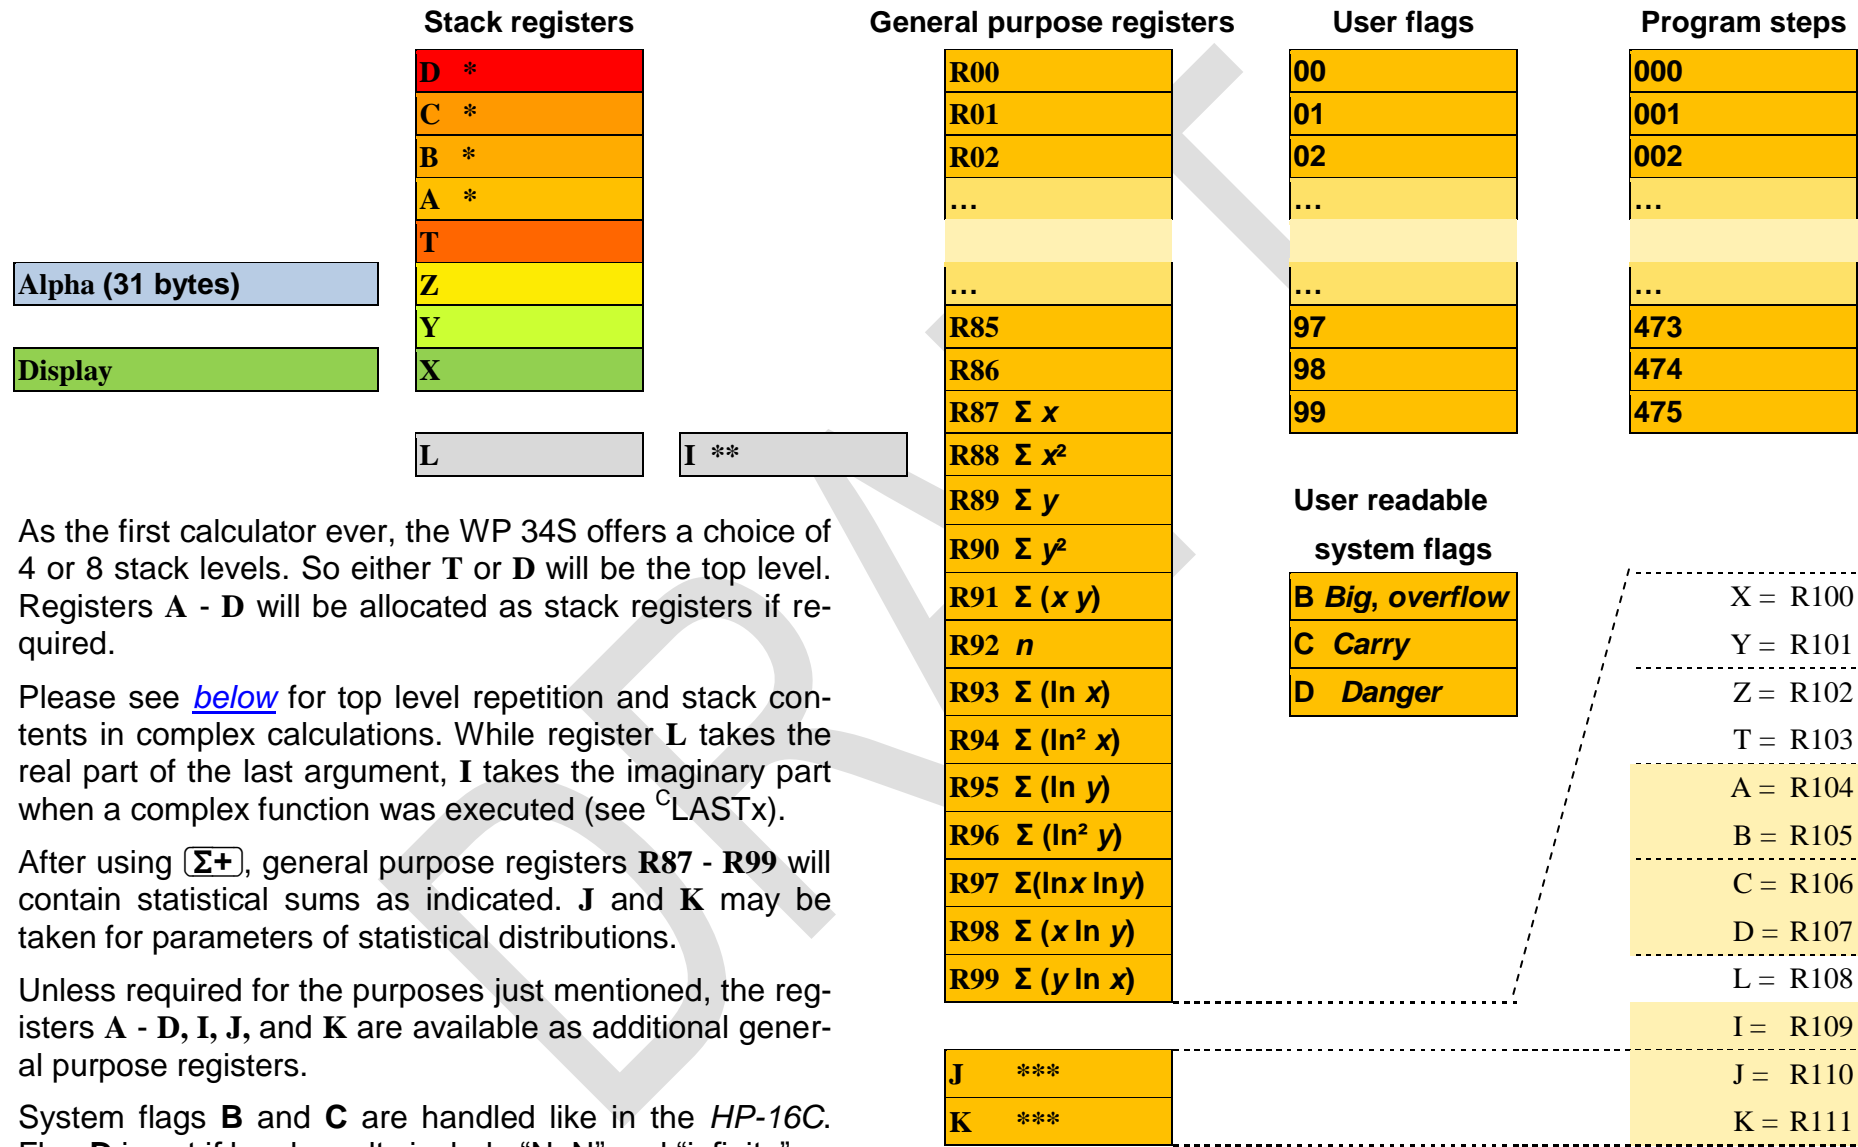 Stack registers
General purpose registers
User flags
Program steps
D *
C *
B *
A *
T
Z
Y
X
L
I **
Alpha (31 bytes)
Display
R00
R01
R02
…
…
R85
R86
R87 Σ x
R88 Σ x²
R89 Σ y
R90 Σ y²
R91 Σ (x y)
R92 n
R93 Σ (ln x)
R94 Σ (ln² x)
R95 Σ (ln y)
R96 Σ (ln² y)
R97 Σ(lnx lny)
R98 Σ (x ln y)
R99 Σ (y ln x)
J ***
K ***
00
01
02
…
…
97
98
99
User readable
system flags
B Big, overflow
C Carry
D Danger
000
001
002
…
…
473
474
475
X = R100
Y = R101
Z = R102
T = R103
A = R104
B = R105
C = R106
D = R107
L = R108
I = R109
J = R110
K = R111
As the first calculator ever, the WP 34S offers a choice of
4 or 8 stack levels. So either T or D will be the top level.
Registers A - D will be allocated as stack registers if re-
quired.
Please see below for top level repetition and stack con-
tents in complex calculations. While register L takes the
real part of the last argument, I takes the imaginary part
when a complex function was executed (see ᶜLASTx).
After using Σ+, general purpose registers R87 - R99 will
contain statistical sums as indicated. J and K may be
taken for parameters of statistical distributions.
Unless required for the purposes just mentioned, the reg-
isters A - D, I, J, and K are available as additional gener-
al purpose registers.
System flags B and C are handled like in the HP-16C.
DRAFT